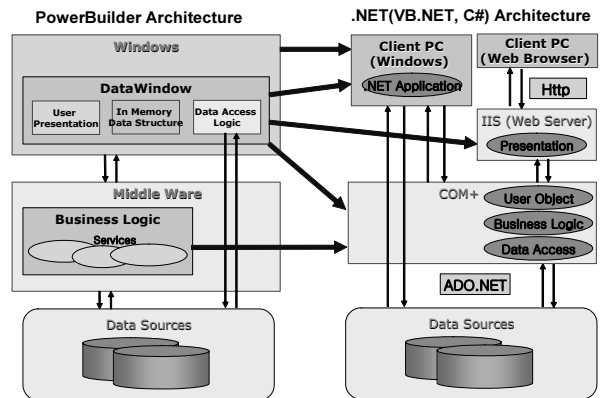 PowerBuilder Architecture
Windows
DataWindow
User
Presentation
In Memory
Data Structure
Data Access
Logic
Middle Ware
Business Logic
Services
Data Sources
.NET(VB.NET, C#) Architecture
Client PC
(Windows)
.NET Application
Client PC
(Web Browser)
Http
IIS (Web Server)
Presentation
COM+
User Object
Business Logic
Data Access
ADO.NET
Data Sources